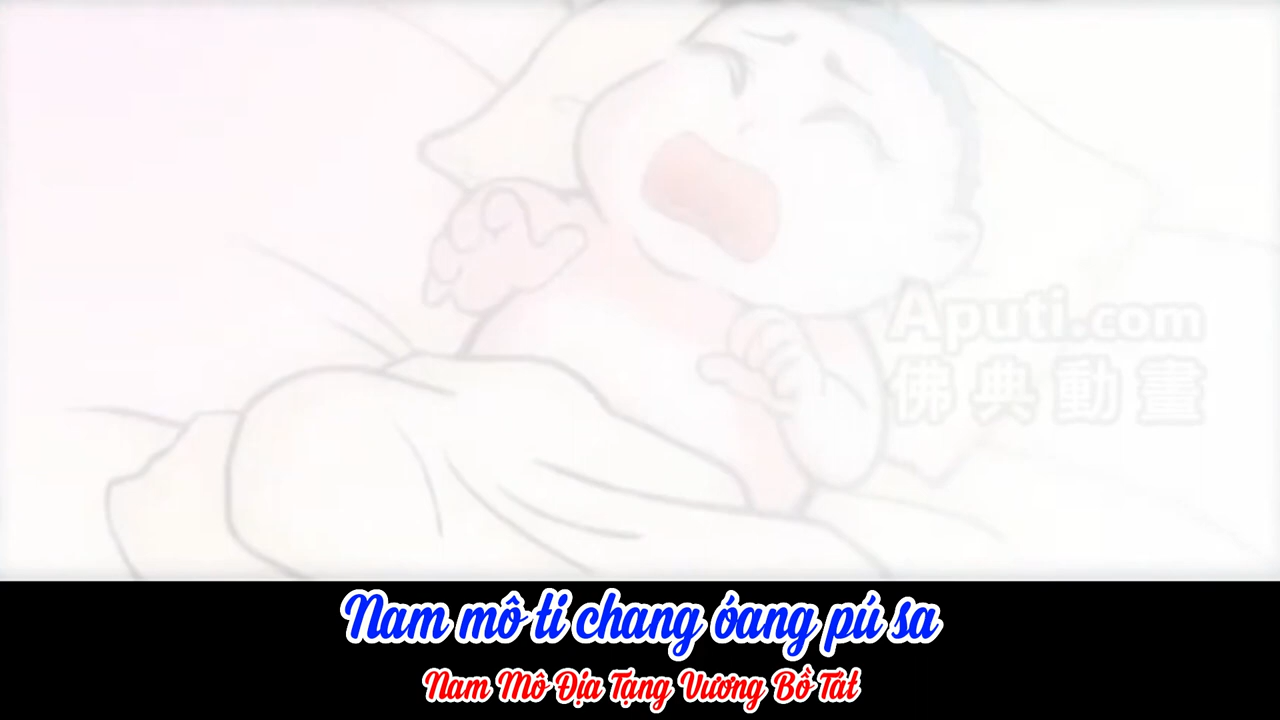 Aputi.com
佛典動畫
Nam mô ti chang óang pú sa
Nam Mô Địa Tạng Vương Bồ Tát